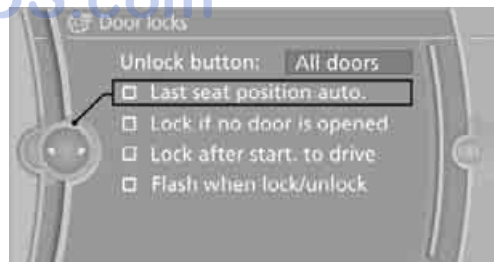 Door locks
Unlock button: All doors
Last seat position auto.
Lock if no door is opened
Lock after start. to drive
Flash when lock/unlock